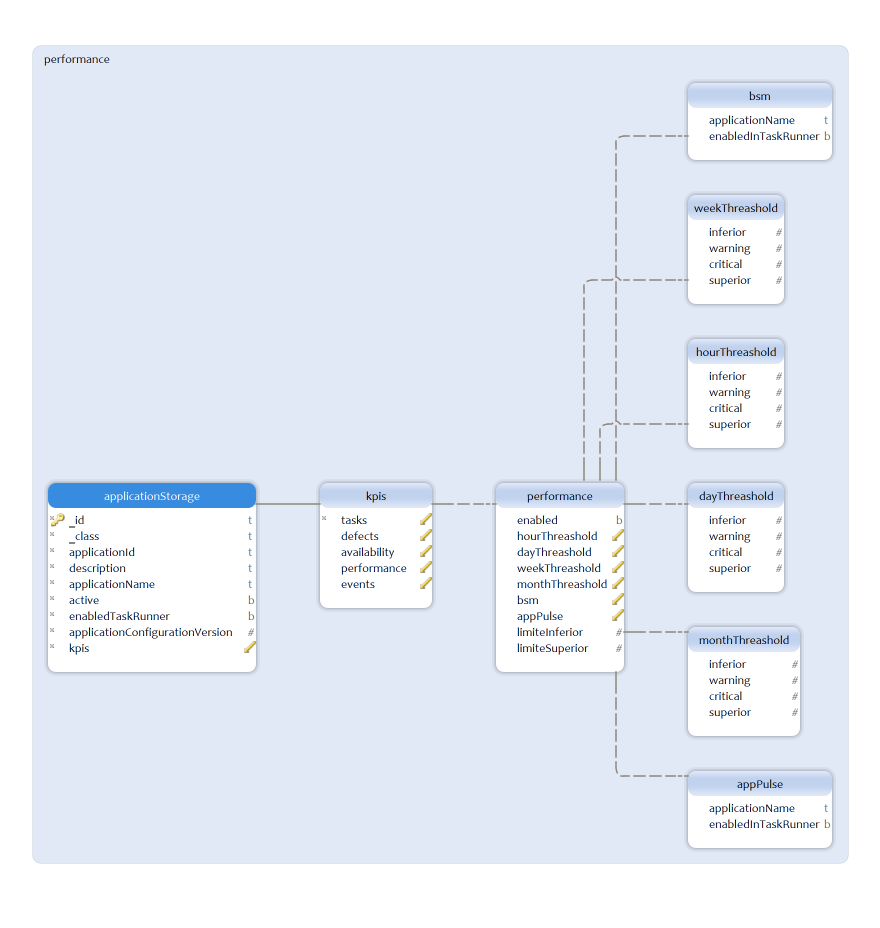 performance
bsm
applicationName t
enabledInTaskRunner b
weekThreashold
inferior #
warning #
critical #
superior #
hourThreashold
inferior #
warning #
critical #
superior #
applicationStorage
* _id t
* _class t
* applicationId t
* description t
* applicationName t
* active b
* enabledTaskRunner b
* applicationConfigurationVersion #
* kpis
kpis
* tasks
defects
availability
performance
events
performance
enabled b
hourThreashold
dayThreashold
weekThreashold
monthThreashold
bsm
appPulse
limiteInferior #
limiteSuperior #
dayThreashold
inferior #
warning #
critical #
superior #
monthThreashold
inferior #
warning #
critical #
superior #
appPulse
applicationName t
enabledInTaskRunner b